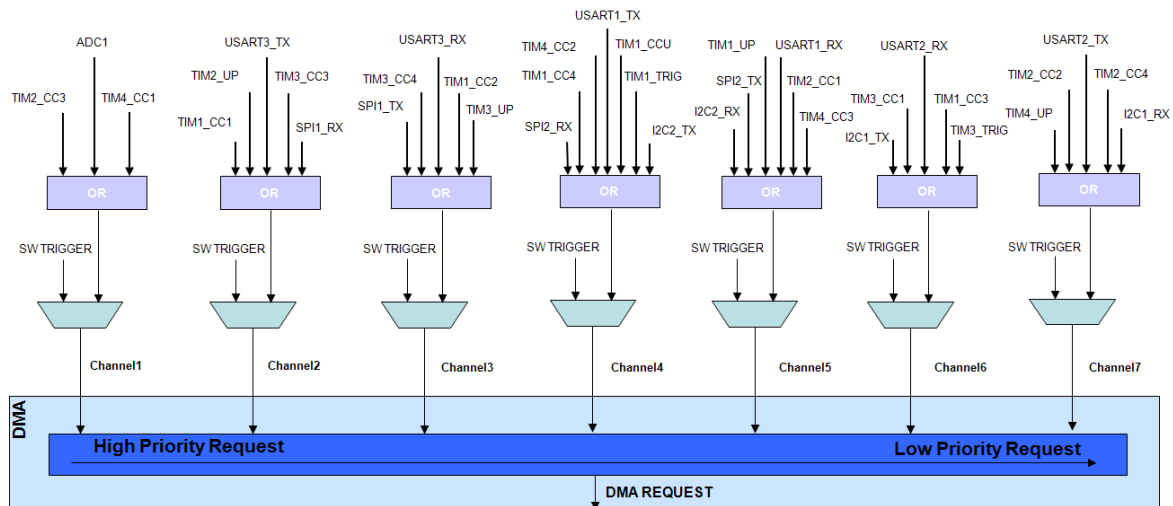 USART1_TX
ADC1
USART3_TX
USART3_RX
TIM4_CC2
TIM1_CCU
TIM1_UP
USART1_RX
USART2_RX
USART2_TX
TIM2_UP
TIM3_CC3
TIM3_CC4
TIM1_CC2
TIM1_CC4
TIM1_TRIG
SPI2_TX
TIM2_CC1
TIM2_CC2
TIM2_CC4
TIM2_CC3
TIM4_CC1
TIM1_CC1
SPI1_RX
SPI1_TX
TIM3_UP
SPI2_RX
I2C2_TX
I2C2_RX
TIM4_CC3
TIM3_CC1
TIM1_CC3
I2C1_TX
TIM3_TRIG
TIM4_UP
I2C1_RX
OR
OR
OR
OR
OR
OR
OR
SW TRIGGER
SW TRIGGER
SW TRIGGER
SW TRIGGER
SW TRIGGER
SW TRIGGER
SW TRIGGER
Channel1
Channel2
Channel3
Channel4
Channel5
Channel6
Channel7
DMA
High Priority Request
Low Priority Request
DMA REQUEST